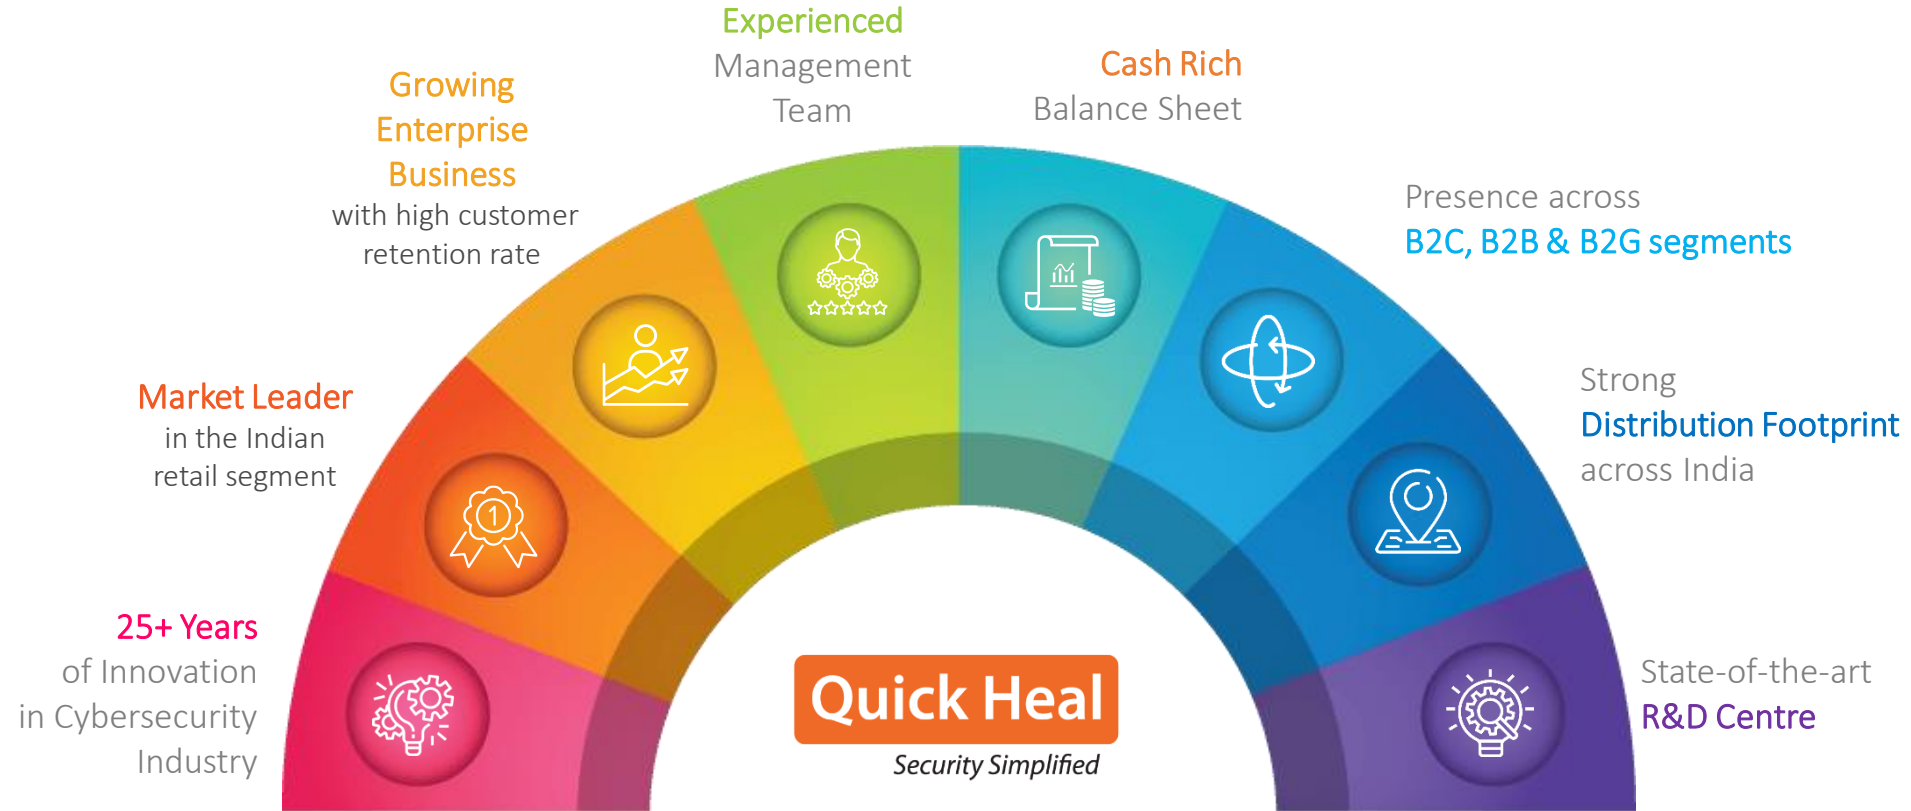 25+ Years
of Innovation
in Cybersecurity
Industry
Market Leader
in the Indian
retail segment
Growing
Enterprise
Business
with high customer
retention rate
Experienced
Management
Team
Cash Rich
Balance Sheet
Presence across
B2C, B2B & B2G segments
Strong
Distribution Footprint
across India
State-of-the-art
R&D Centre
1
Quick Heal
Security Simplified